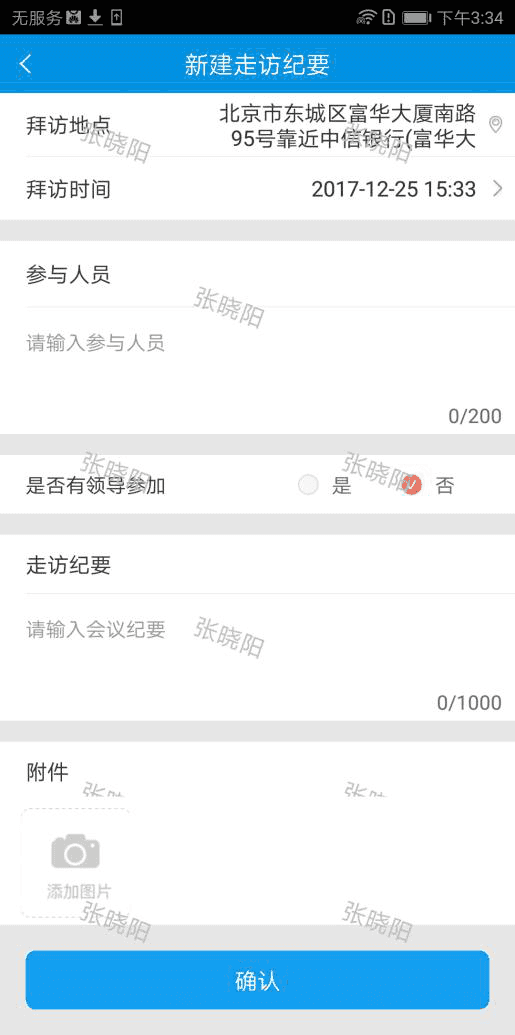 无服务 下午3:34
新建走访纪要
拜访地点 北京市东城区富华大厦南路
95号靠近中信银行(富华大
张晓阳 张晓阳
拜访时间 2017-12-25 15:33
参与人员
张晓阳
请输入参与人员
0/200
张晓阳 张晓阳
是否有领导参加 是 否
走访纪要
请输入会议纪要 张晓阳
0/1000
附件
张晓阳 张晓阳
添加图片
张晓阳 张晓阳
确认